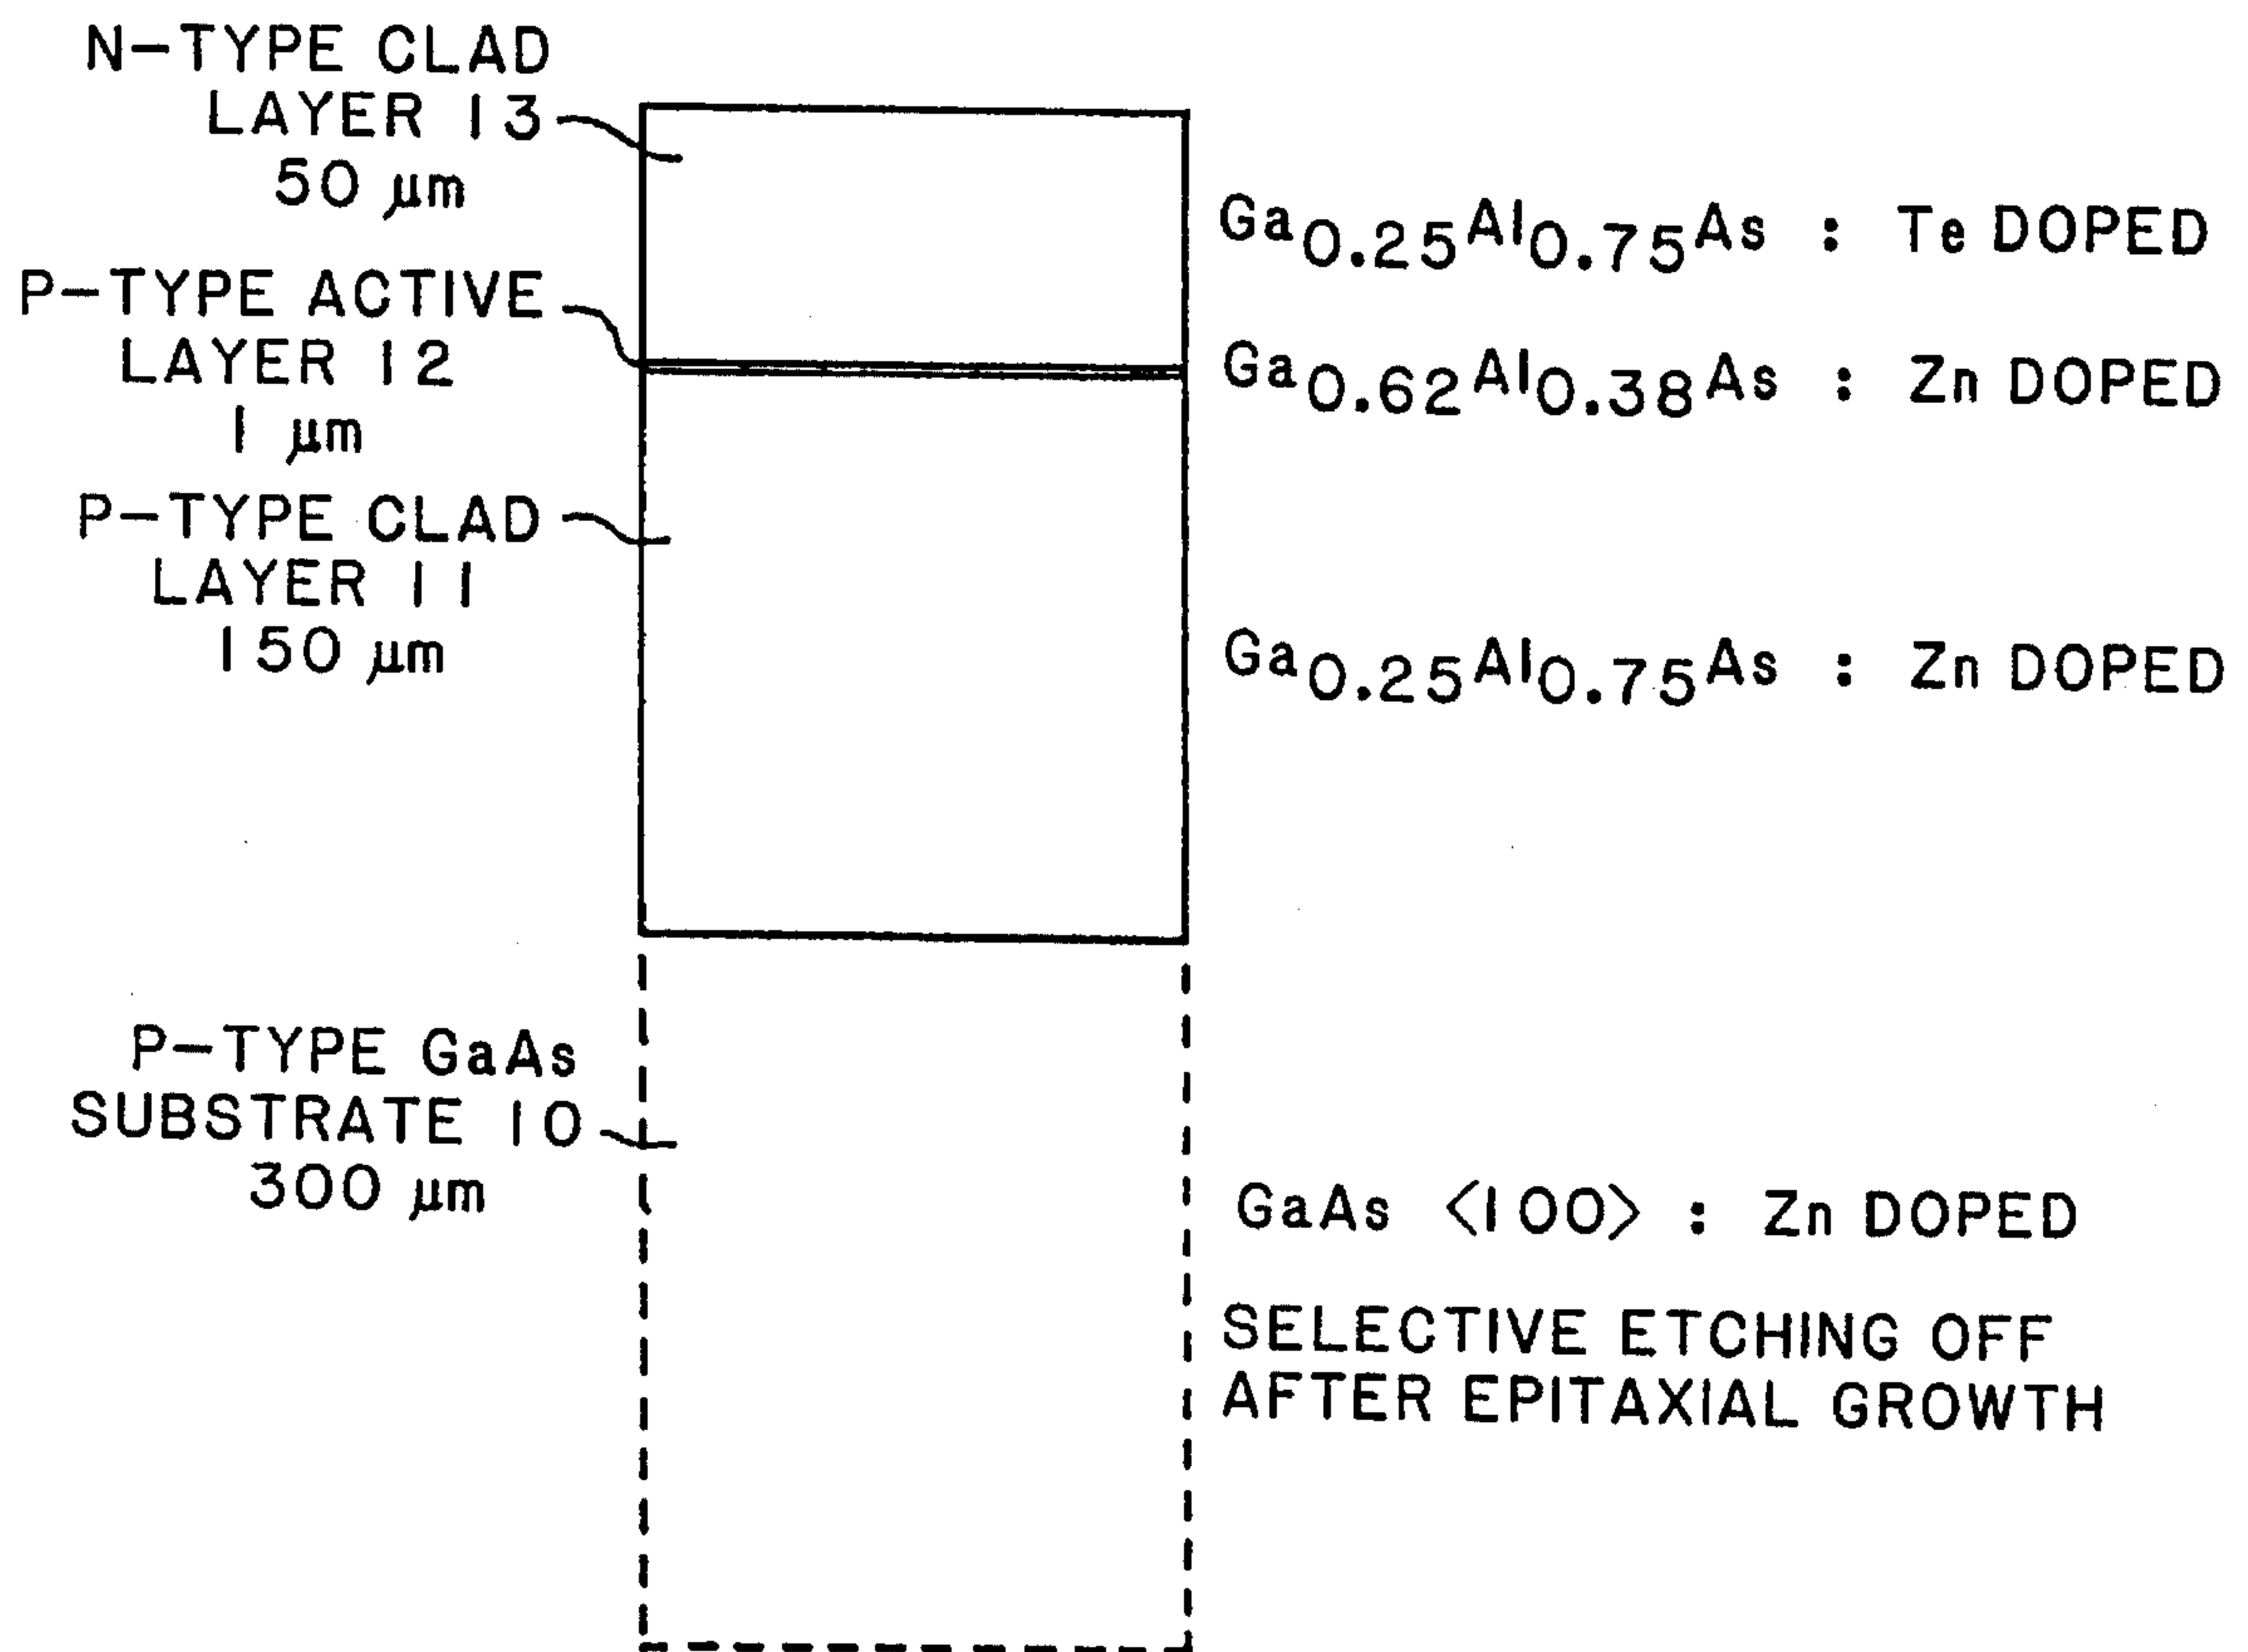 N-TYPE CLAD
LAYER 13
50 μm
Ga0.25Al0.75As : Te DOPED
P-TYPE ACTIVE
LAYER 12
1 μm
Ga0.62Al0.38As : Zn DOPED
P-TYPE CLAD
LAYER 11
150 μm
Ga0.25Al0.75As : Zn DOPED
P-TYPE GaAs
SUBSTRATE 10
300 μm
GaAs <100> : Zn DOPED
SELECTIVE ETCHING OFF
AFTER EPITAXIAL GROWTH